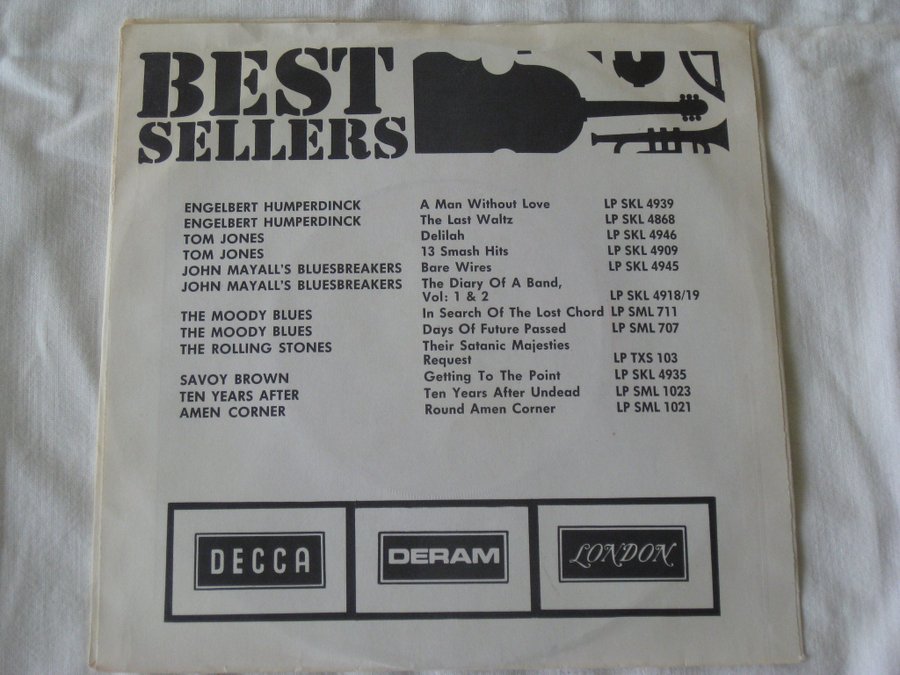 BEST
SELLERS
ENGELBERT HUMPERDINCK A Man Without Love LP SKL 4939
ENGELBERT HUMPERDINCK The Last Waltz LP SKL 4868
TOM JONES Delilah LP SKL 4946
TOM JONES 13 Smash Hits LP SKL 4909
JOHN MAYALL'S BLUESBREAKERS Bare Wires LP SKL 4945
JOHN MAYALL'S BLUESBREAKERS The Diary Of A Band,
Vol: 1 & 2 LP SKL 4918/19
THE MOODY BLUES In Search Of The Lost Chord LP SML 711
THE MOODY BLUES Days Of Future Passed LP SML 707
THE ROLLING STONES Their Satanic Majesties
Request LP TXS 103
SAVOY BROWN Getting To The Point LP SKL 4935
TEN YEARS AFTER Ten Years After Undead LP SML 1023
AMEN CORNER Round Amen Corner LP SML 1021
DECCA DERAM LONDON